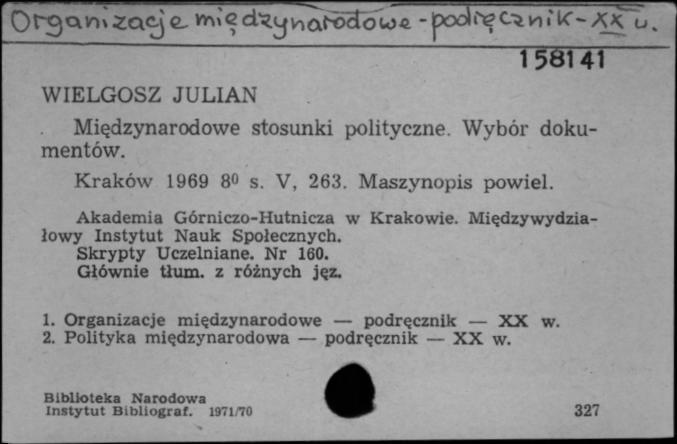 Organizacje międzynarodowe - podręcznik - XX w.
158141
WIELGOSZ JULIAN
Międzynarodowe stosunki polityczne. Wybór doku-
mentów.
Kraków 1969 8⁰ s. V, 263. Maszynopis powiel.
Akademia Górniczo-Hutnicza w Krakowie. Międzywydzia-
łowy Instytut Nauk Społecznych.
Skrypty Uczelniane. Nr 160.
Głównie tłum. z różnych jęz.
1. Organizacje międzynarodowe — podręcznik — XX w.
2. Polityka międzynarodowa — podręcznik — XX w.
Biblioteka Narodowa
Instytut Bibliograf. 1971/70
327